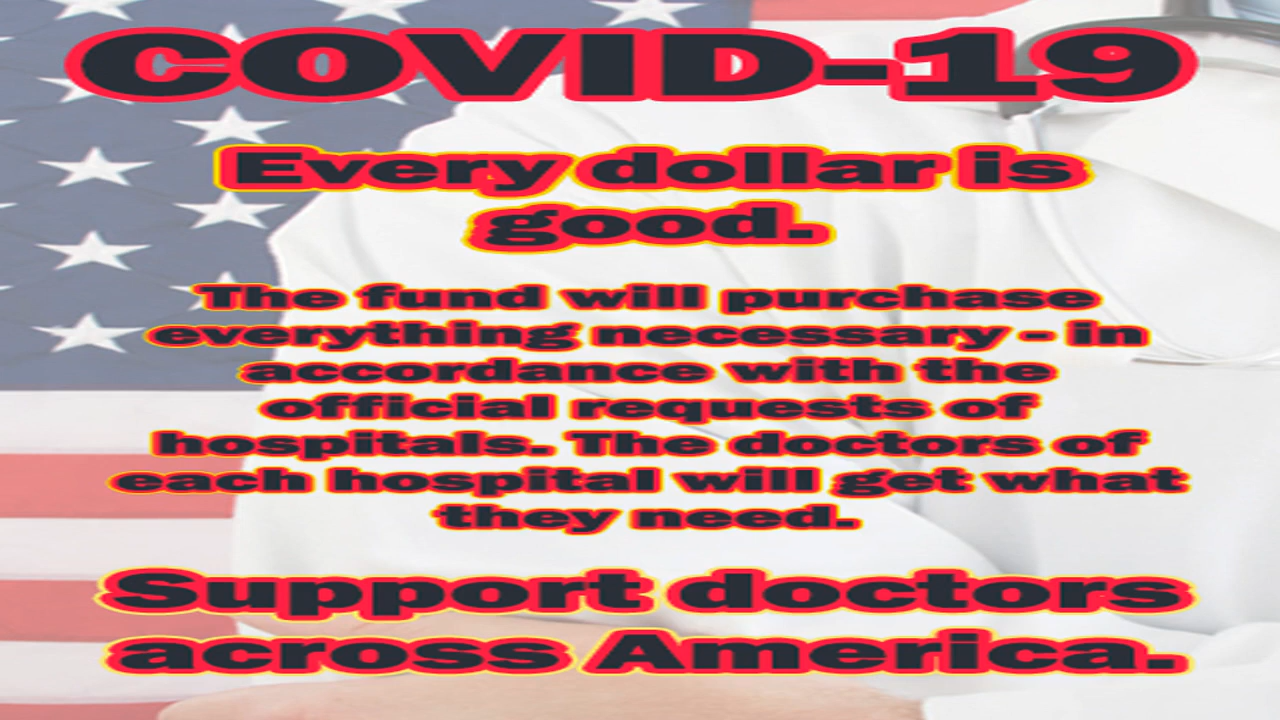 COVID-19
Every dollar is
good.
The fund will purchase
everything necessary - in
accordance with the
official requests of
hospitals. The doctors of
each hospital will get what
they need.
Support doctors
across America.